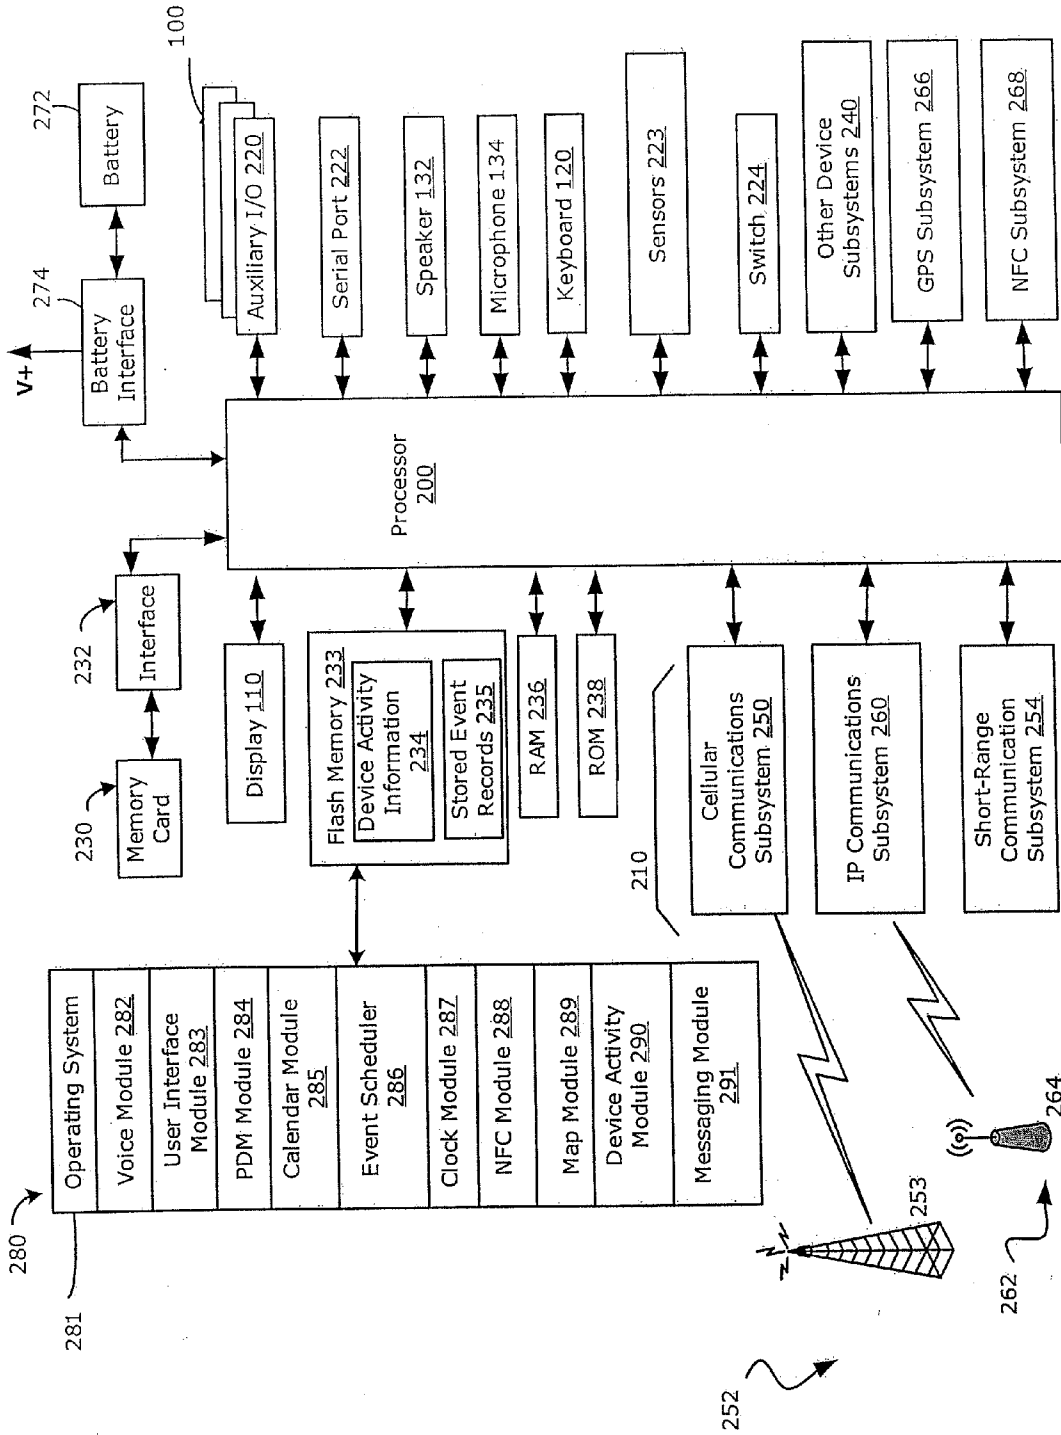 280
281
Operating System
Voice Module 282
User Interface
Module 283
PDM Module 284
Calendar Module
285
Event Scheduler
286
Clock Module 287
NFC Module 288
Map Module 289
Device Activity
Module 290
Messaging Module
291
230
Memory
Card
232
Interface
V+
274
Battery
Interface
272
Battery
100
Display 110
Flash Memory 233
Device Activity
Information
234
Stored Event
Records 235
RAM 236
ROM 238
210
Cellular
Communications
Subsystem 250
IP Communications
Subsystem 260
Short-Range
Communication
Subsystem 254
Processor
200
Auxiliary I/O 220
Serial Port 222
Speaker 132
Microphone 134
Keyboard 120
Sensors 223
Switch 224
Other Device
Subsystems 240
GPS Subsystem 266
NFC Subsystem 268
252
253
262
264